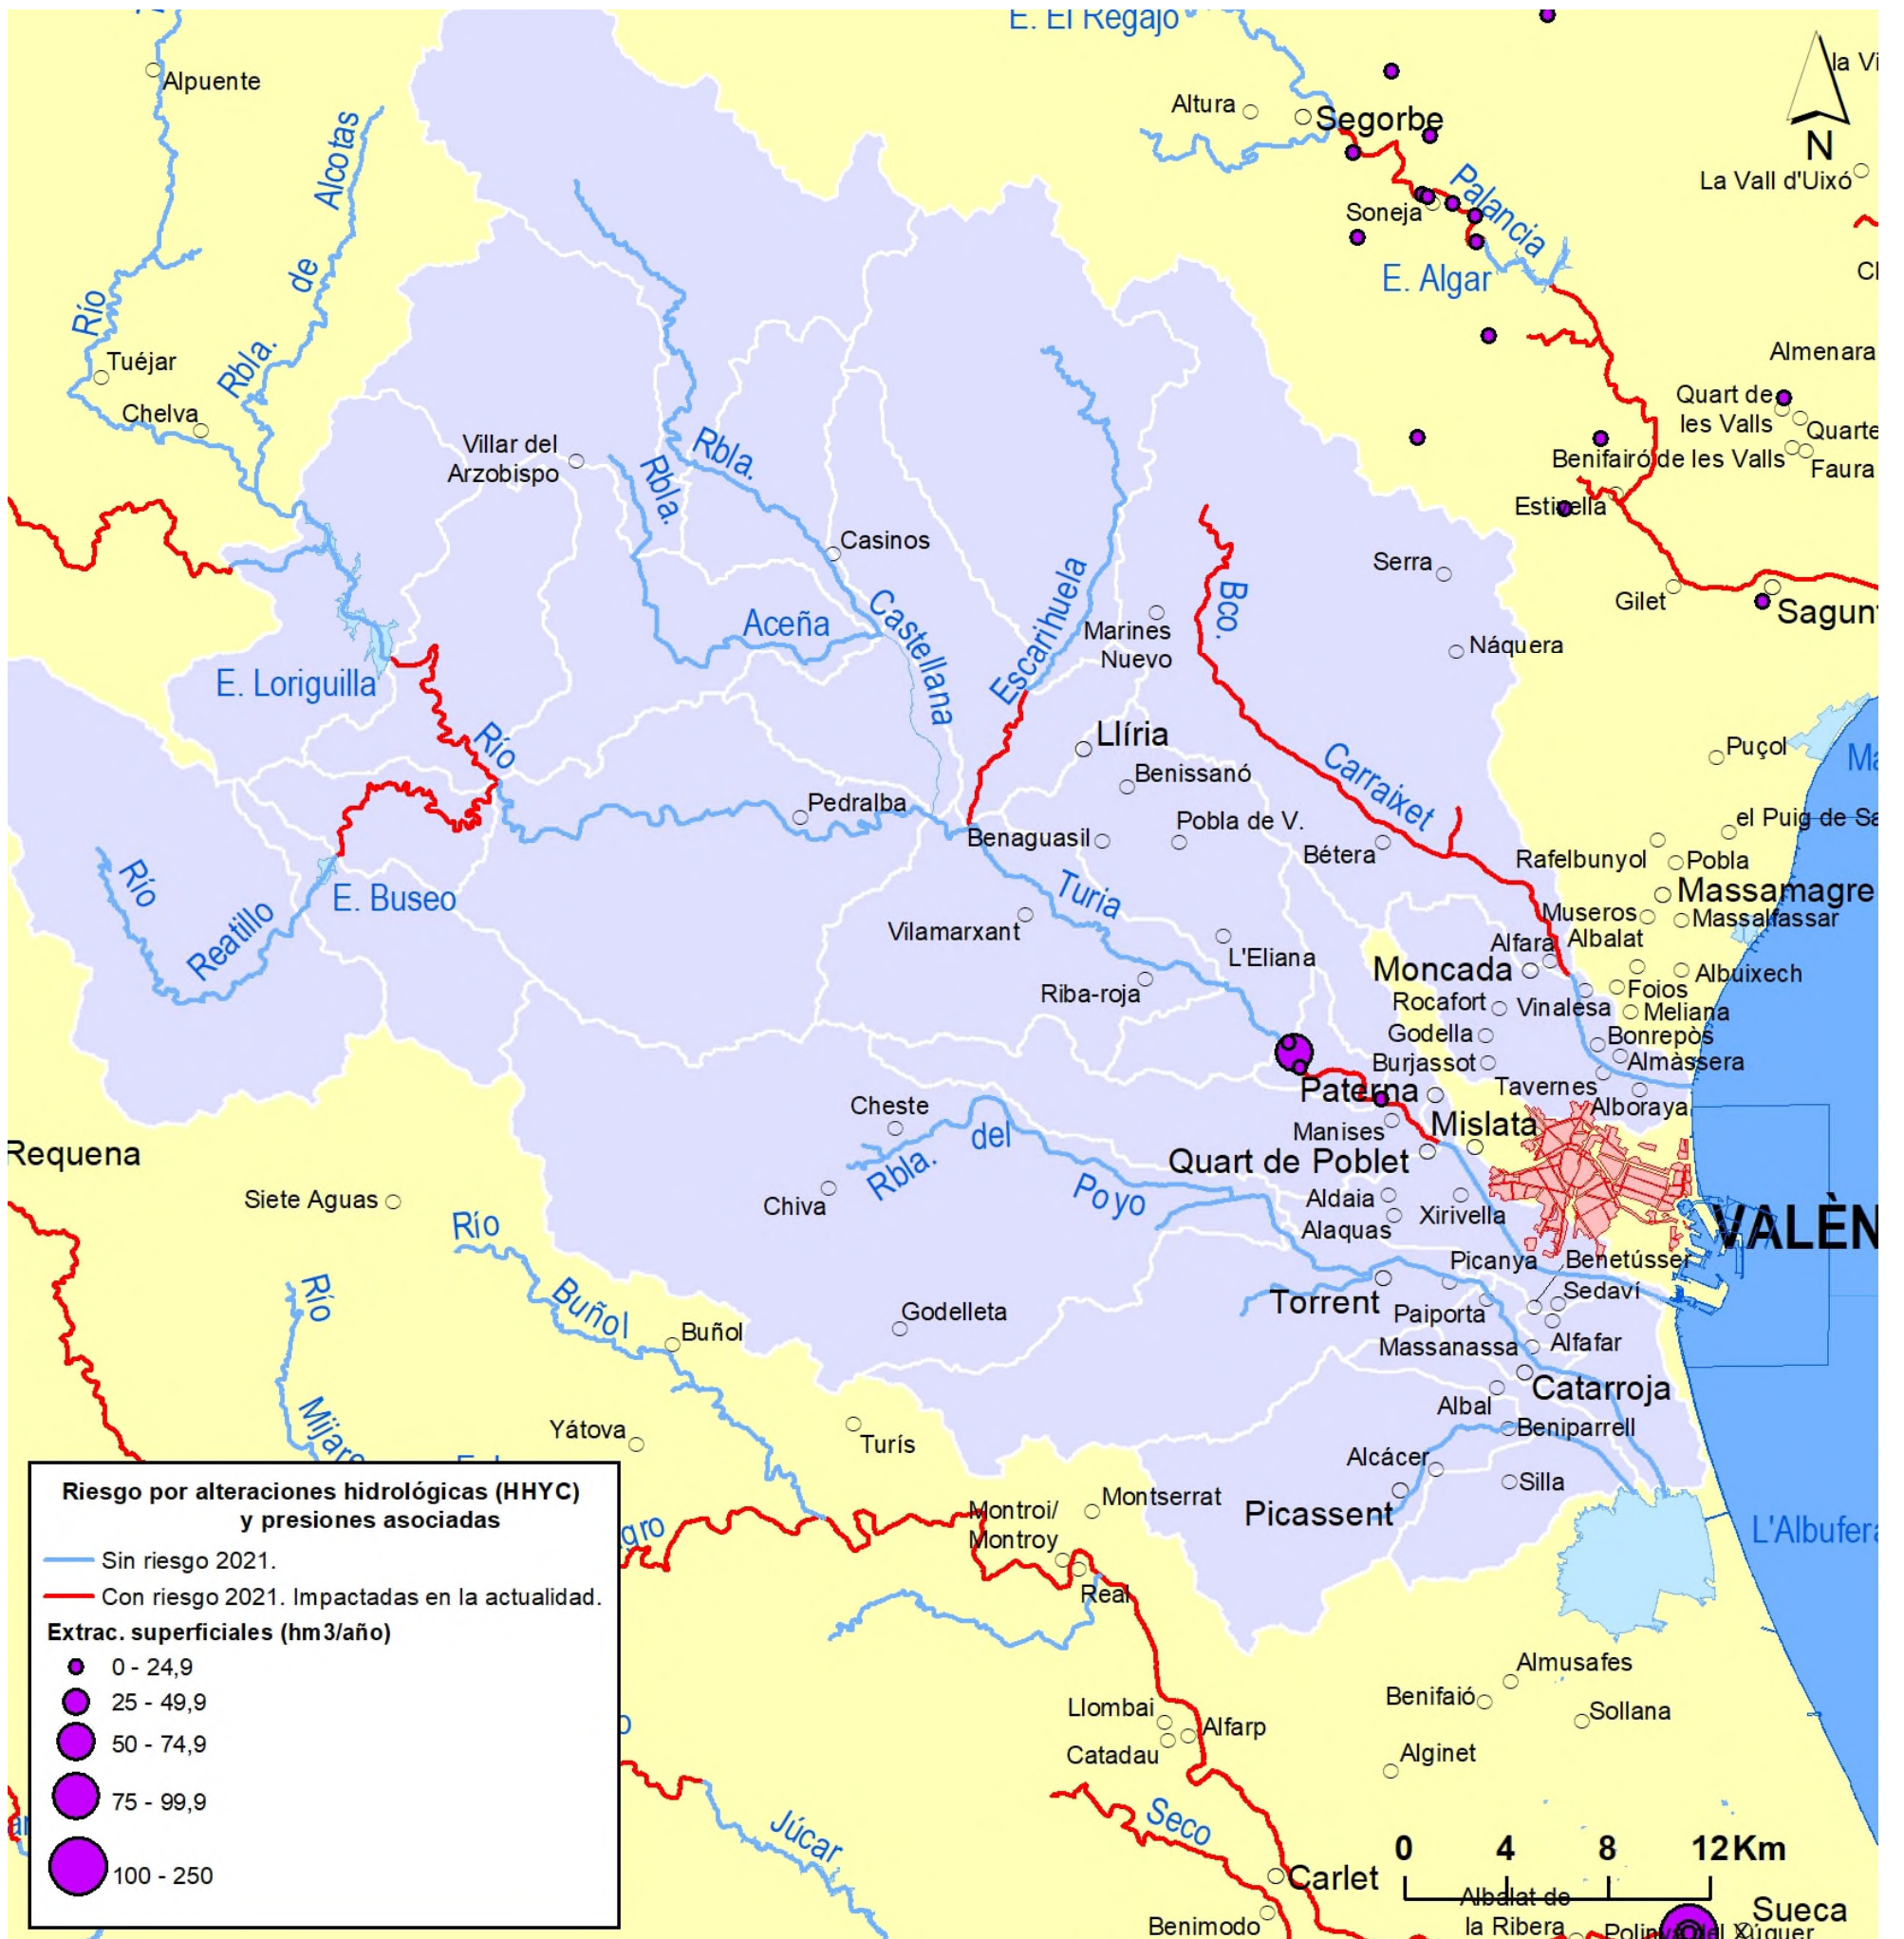 E. El Regajo
la Vi
Alpuente
Altura
Segorbe
N
La Vall d'Uixó
Rbla.
de
Alcotas
Palancia
Soneja
E. Algar
Río
Tuéjar
Chelva
Almenara
Quart de
les Valls
Quarte
Benifairó de les Valls
Faura
Villar del
Arzobispo
Rbla.
Rbla.
Castellana
Estivella
Casinos
Serra
Gilet
Sagun
Aceña
Escarihuela
Marines
Nuevo
Bco.
Carraixet
Náquera
E. Loriguilla
Río
Llíria
Benissanó
Puçol
Ma
Pedralba
Benaguasil
Pobla de V.
Bétera
el Puig de Sa
Rafelbunyol
Pobla
Río
Reatillo
E. Buseo
Turia
Massamagre
Museros
Massalfassar
Vilamarxant
L'Eliana
Alfara
Albalat
Moncada
Albuixech
Riba-roja
Rocafort
Vinalesa
Foios
Meliana
Godella
Bonrepòs
Burjassot
Almàssera
Paterna
Tavernes
Alboraya
Cheste
Manises
Mislata
Requena
Rbla.
del
Poyo
Quart de Poblet
Siete Aguas
Chiva
Aldaia
Xirivella
Alaquas
VALÈN
Río
Buñol
Picanya
Benetússer
Río
Mijare
Godelleta
Torrent
Sedaví
Paiporta
Buñol
Massanassa
Alfafar
Catarroja
Albal
Beniparrell
Yátova
Turís
Alcácer
Silla
Montserrat
Picassent
Montroi/
Montroy
L'Albufera
Real
Riesgo por alteraciones hidrológicas (HHYC)
y presiones asociadas
Sin riesgo 2021.
Con riesgo 2021. Impactadas en la actualidad.
Extrac. superficiales (hm3/año)
0 - 24,9
25 - 49,9
50 - 74,9
75 - 99,9
100 - 250
Almusafes
Benifaió
Sollana
Llombai
Alfarp
Catadau
Alginet
Júcar
Seco
0 4 8 12Km
Carlet
Albalat de
la Ribera
Sueca
Benimodo